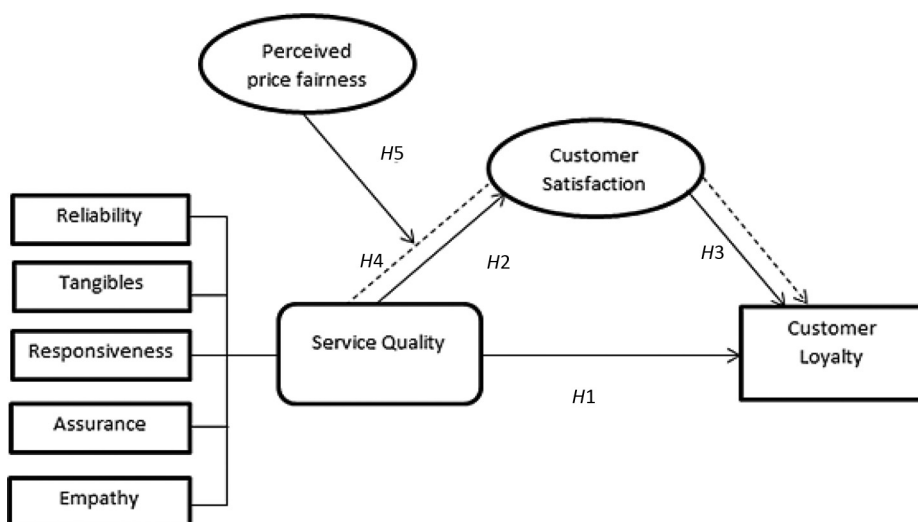 Perceived
price fairness
H5
Customer
Satisfaction
Reliability
H4
H2
H3
Tangibles
Service Quality
Customer
Loyalty
Responsiveness
H1
Assurance
Empathy